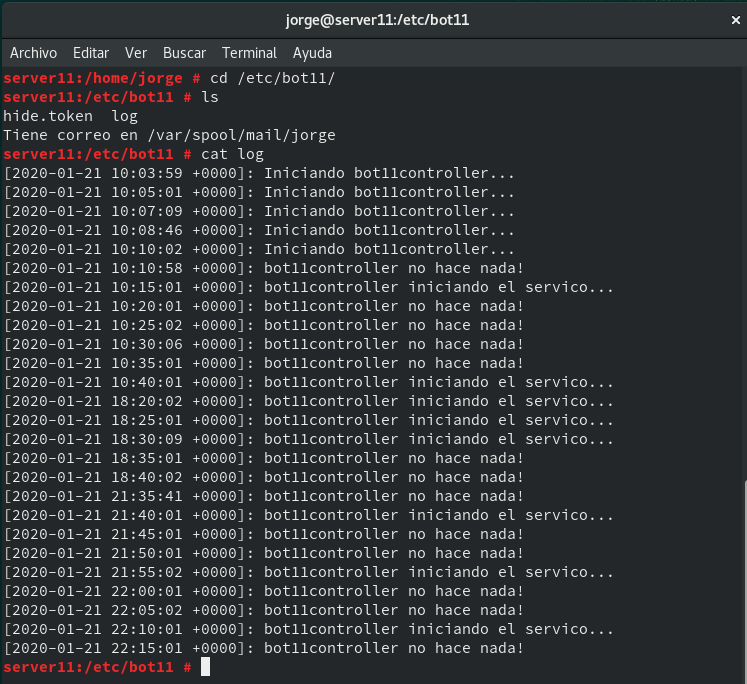 jorge@server11:/etc/bot11
Archivo Editar Ver Buscar Terminal Ayuda
server11:/home/jorge # cd /etc/bot11/
server11:/etc/bot11 # ls
hide.token  log
Tiene correo en /var/spool/mail/jorge
server11:/etc/bot11 # cat log
[2020-01-21 10:03:59 +0000]: Iniciando bot11controller...
[2020-01-21 10:05:01 +0000]: Iniciando bot11controller...
[2020-01-21 10:07:09 +0000]: Iniciando bot11controller...
[2020-01-21 10:08:46 +0000]: Iniciando bot11controller...
[2020-01-21 10:10:02 +0000]: Iniciando bot11controller...
[2020-01-21 10:10:58 +0000]: bot11controller no hace nada!
[2020-01-21 10:15:01 +0000]: bot11controller iniciando el servico...
[2020-01-21 10:20:01 +0000]: bot11controller no hace nada!
[2020-01-21 10:25:02 +0000]: bot11controller no hace nada!
[2020-01-21 10:30:06 +0000]: bot11controller no hace nada!
[2020-01-21 10:35:01 +0000]: bot11controller no hace nada!
[2020-01-21 10:40:01 +0000]: bot11controller iniciando el servico...
[2020-01-21 18:20:02 +0000]: bot11controller iniciando el servico...
[2020-01-21 18:25:01 +0000]: bot11controller iniciando el servico...
[2020-01-21 18:30:09 +0000]: bot11controller iniciando el servico...
[2020-01-21 18:35:01 +0000]: bot11controller no hace nada!
[2020-01-21 18:40:02 +0000]: bot11controller no hace nada!
[2020-01-21 21:35:41 +0000]: bot11controller no hace nada!
[2020-01-21 21:40:01 +0000]: bot11controller iniciando el servico...
[2020-01-21 21:45:01 +0000]: bot11controller no hace nada!
[2020-01-21 21:50:01 +0000]: bot11controller no hace nada!
[2020-01-21 21:55:02 +0000]: bot11controller iniciando el servico...
[2020-01-21 22:00:01 +0000]: bot11controller no hace nada!
[2020-01-21 22:05:02 +0000]: bot11controller no hace nada!
[2020-01-21 22:10:01 +0000]: bot11controller iniciando el servico...
[2020-01-21 22:15:01 +0000]: bot11controller no hace nada!
server11:/etc/bot11 #